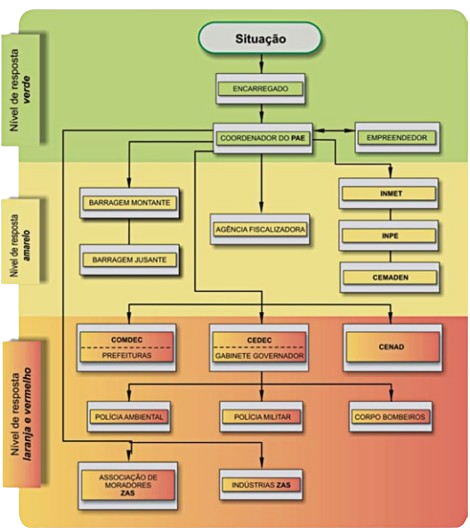 Situação
Nível de resposta
verde
ENCARREGADO
COORDENADOR DO PAE
EMPREENDEDOR
Nível de resposta
amarelo
BARRAGEM MONTANTE
AGÊNCIA FISCALIZADORA
INMET
INPE
BARRAGEM JUSANTE
CEMADEN
Nível de resposta
laranja e vermelho
COMDEC
PREFEITURAS
CEDEC
GABINETE GOVERNADOR
CENAD
POLÍCIA AMBIENTAL
POLÍCIA MILITAR
CORPO BOMBEIROS
ASSOCIAÇÃO DE
MORADORES
ZAS
INDÚSTRIAS ZAS